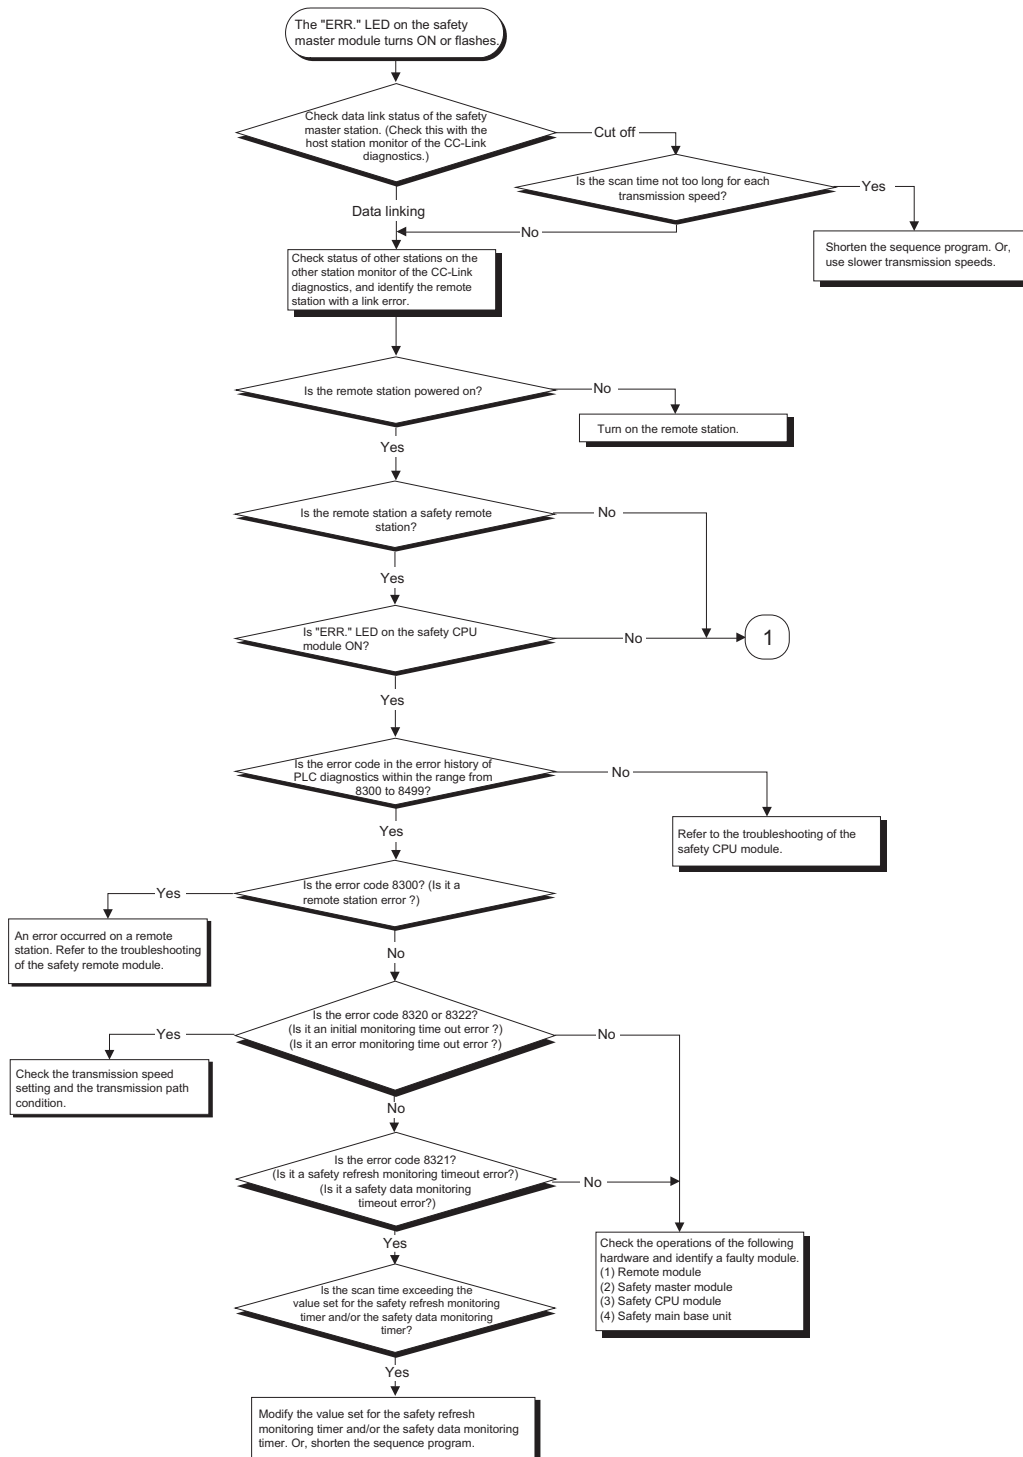 The "ERR." LED on the safety
master module turns ON or flashes.
Check data link status of the safety
master station. (Check this with the
host station monitor of the CC-Link
diagnostics.)
Cut off
Is the scan time not too long for each
transmission speed?
Yes
Data linking
No
Shorten the sequence program. Or,
use slower transmission speeds.
Check status of other stations on the
other station monitor of the CC-Link
diagnostics, and identify the remote
station with a link error.
Is the remote station powered on?
No
Turn on the remote station.
Yes
Is the remote station a safety remote
station?
No
Yes
Is "ERR." LED on the safety CPU
module ON?
No
1
Yes
Is the error code in the error history of
PLC diagnostics within the range from
8300 to 8499?
No
Refer to the troubleshooting of the
safety CPU module.
Yes
Is the error code 8300? (Is it a
remote station error ?)
Yes
An error occurred on a remote
station. Refer to the troubleshooting
of the safety remote module.
No
Is the error code 8320 or 8322?
(Is it an initial monitoring time out error ?)
(Is it an error monitoring time out error ?)
Yes
No
Check the transmission speed
setting and the transmission path
condition.
No
Is the error code 8321?
(Is it a safety refresh monitoring timeout error?)
(Is it a safety data monitoring
timeout error?)
No
Yes
Check the operations of the following
hardware and identify a faulty module.
(1) Remote module
(2) Safety master module
(3) Safety CPU module
(4) Safety main base unit
Is the scan time exceeding the
value set for the safety refresh monitoring
timer and/or the safety data monitoring
timer?
Yes
Modify the value set for the safety refresh
monitoring timer and/or the safety data monitoring
timer. Or, shorten the sequence program.